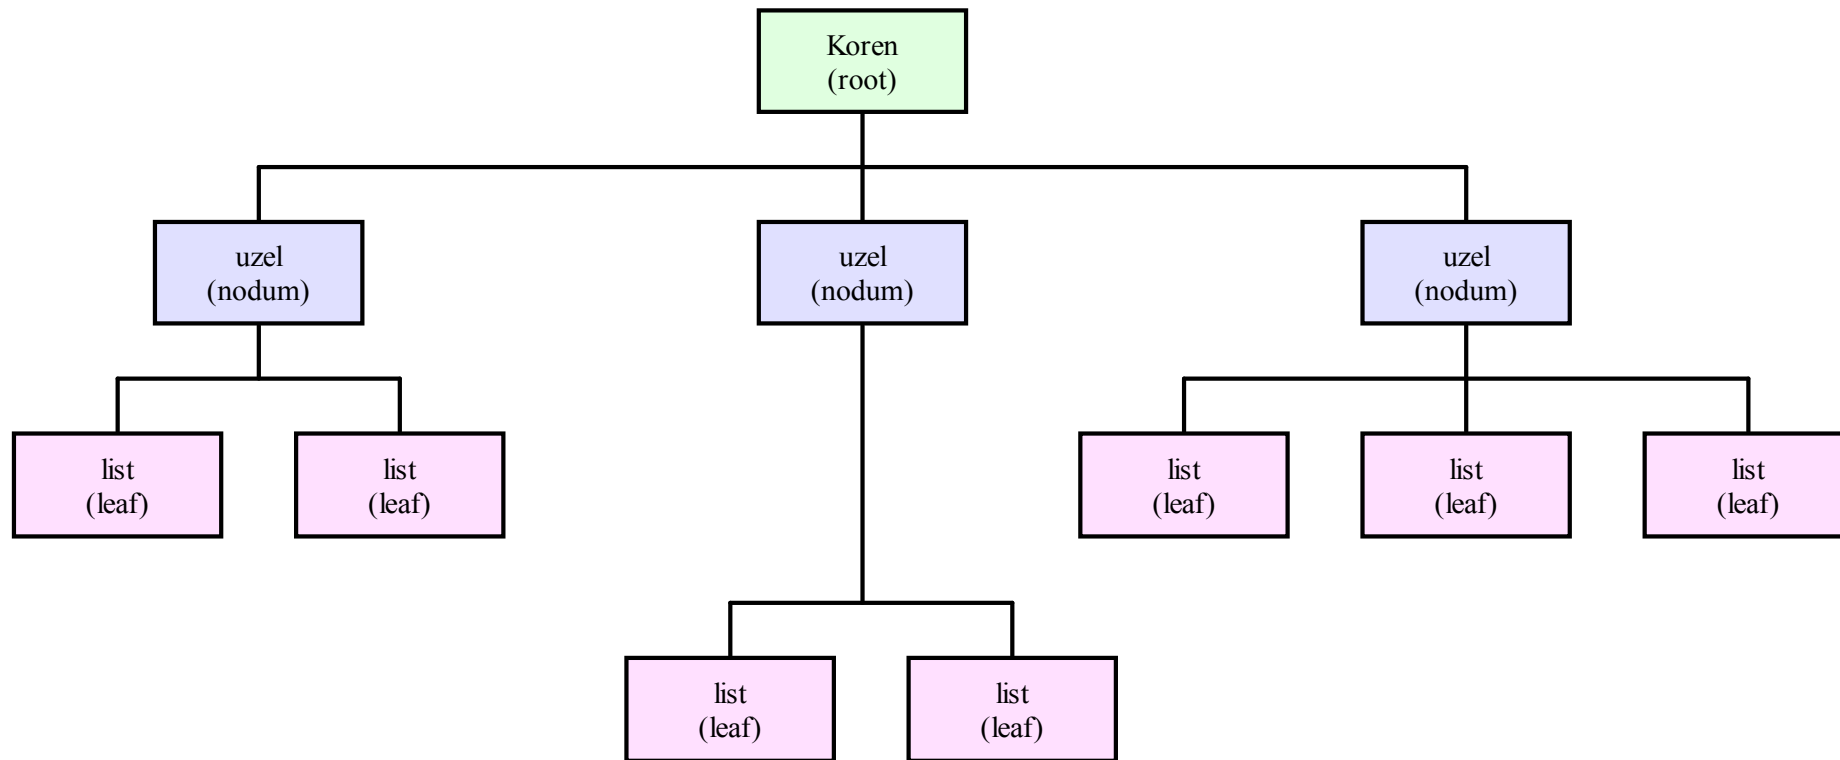 Koren
(root)
uzel
(nodum)
uzel
(nodum)
uzel
(nodum)
list
(leaf)
list
(leaf)
list
(leaf)
list
(leaf)
list
(leaf)
list
(leaf)
list
(leaf)